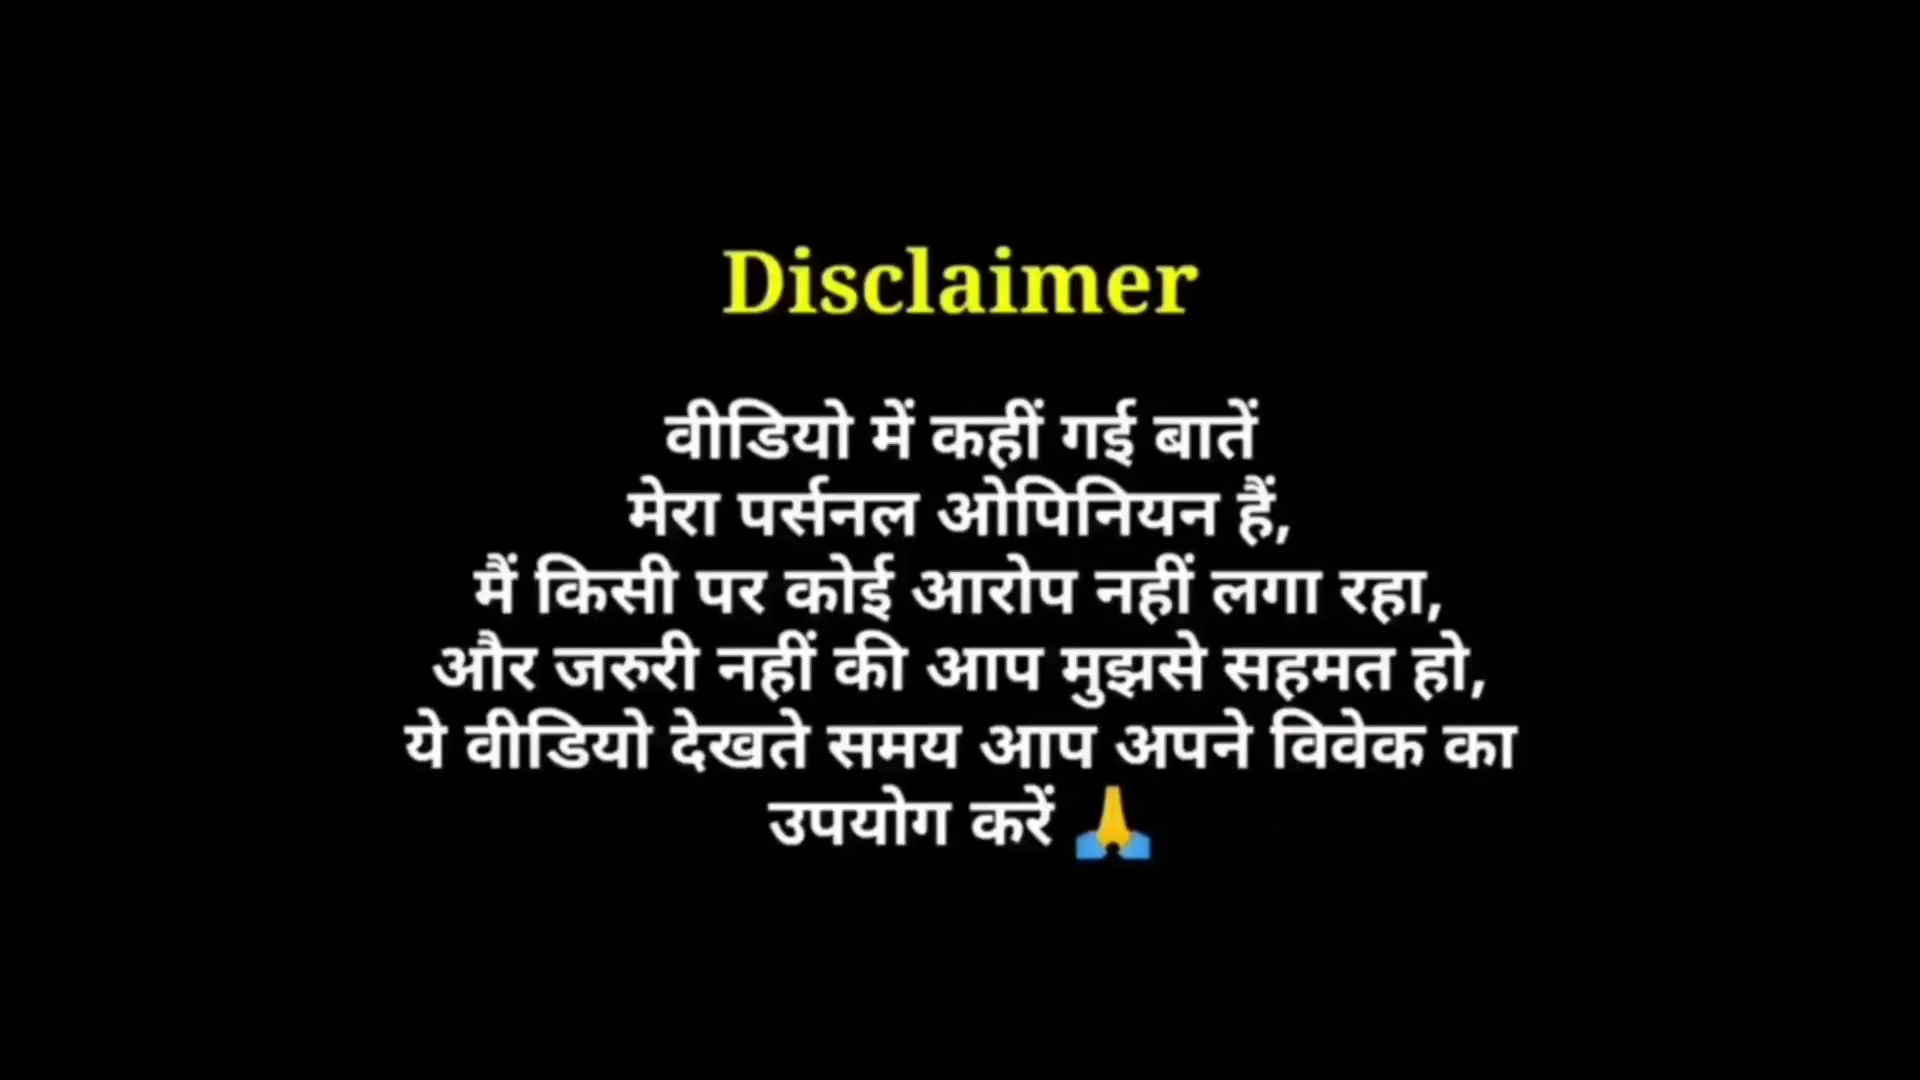 Disclaimer
वीडियो में कहीं गई बातें
मेरा पर्सनल ओपिनियन हैं,
मैं किसी पर कोई आरोप नहीं लगा रहा,
और जरुरी नहीं की आप मुझसे सहमत हो,
ये वीडियो देखते समय आप अपने विवेक का
उपयोग करें 🙏